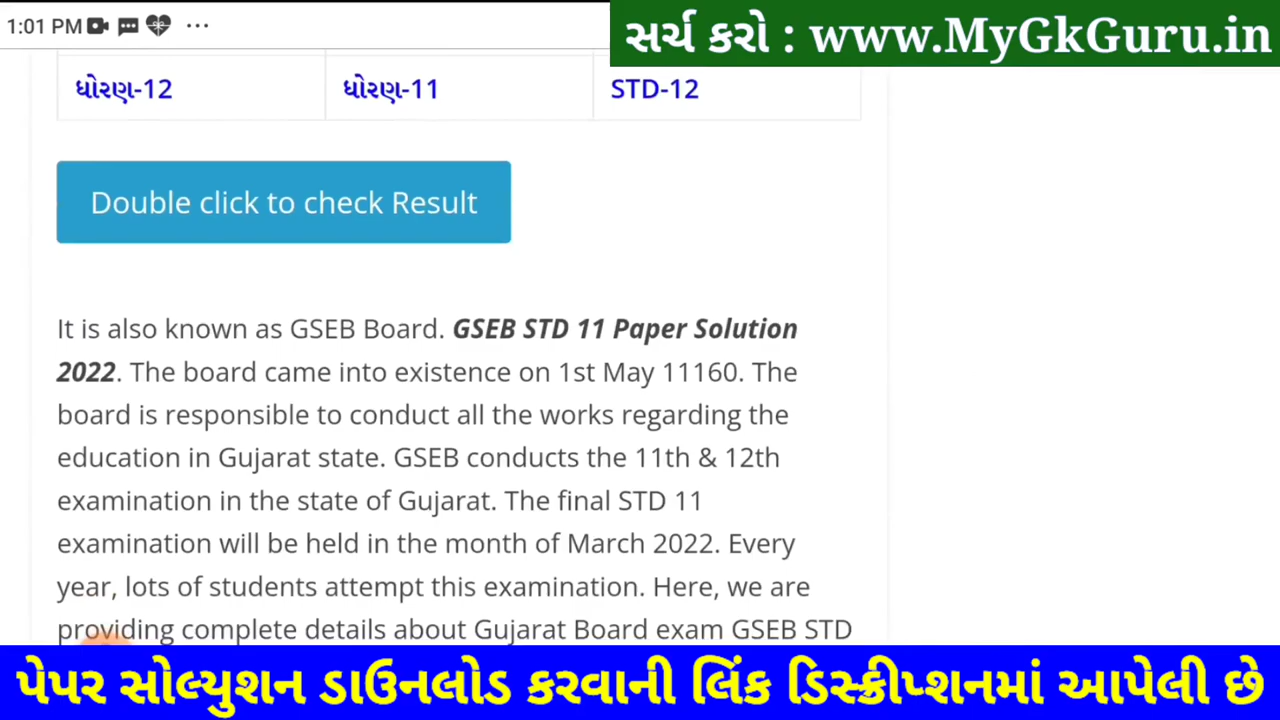 1:01 PM
સર્ચ કરો : www.MyGkGuru.in
ધોરણ-12 ધોરણ-11 STD-12
Double click to check Result
It is also known as GSEB Board. GSEB STD 11 Paper Solution
2022. The board came into existence on 1st May 11160. The
board is responsible to conduct all the works regarding the
education in Gujarat state. GSEB conducts the 11th & 12th
examination in the state of Gujarat. The final STD 11
examination will be held in the month of March 2022. Every
year, lots of students attempt this examination. Here, we are
providing complete details about Gujarat Board exam GSEB STD
પેપર સોલ્યુશન ડાઉનલોડ કરવાની લિંક ડિસ્ક્રીપ્શનમાં આપેલી છે